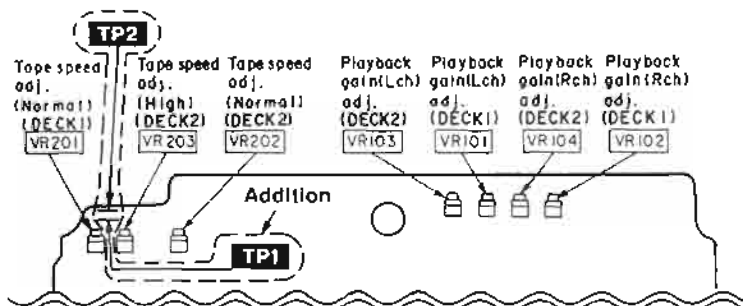 TP2
Tape speed
adj.
(Normal)
(DECK1)
VR201
Tape speed
adj.
(High)
(DECK2)
VR203
Tape speed
adj.
(Normal)
(DECK2)
VR202
Playback
gain(Lch)
adj.
(DECK2)
VR103
Playback
gain(Lch)
adj.
(DECK1)
VR101
Playback
gain(Rch)
adj.
(DECK2)
VR104
Playback
gain(Rch)
adj.
(DECK1)
VR102
Addition
TP1